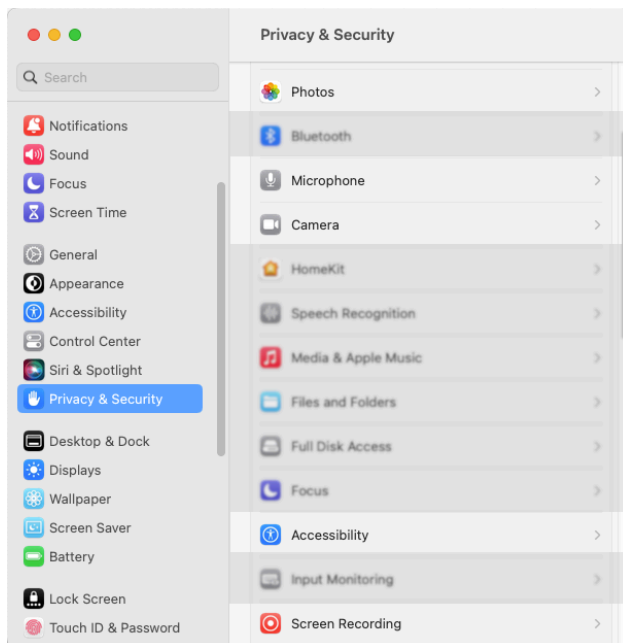 Privacy & Security
Search
Notifications
Sound
Focus
Screen Time
General
Appearance
Accessibility
Control Center
Siri & Spotlight
Privacy & Security
Desktop & Dock
Displays
Wallpaper
Screen Saver
Battery
Lock Screen
Touch ID & Password
Photos
Bluetooth
Microphone
Camera
HomeKit
Speech Recognition
Media & Apple Music
Files and Folders
Full Disk Access
Focus
Accessibility
Input Monitoring
Screen Recording